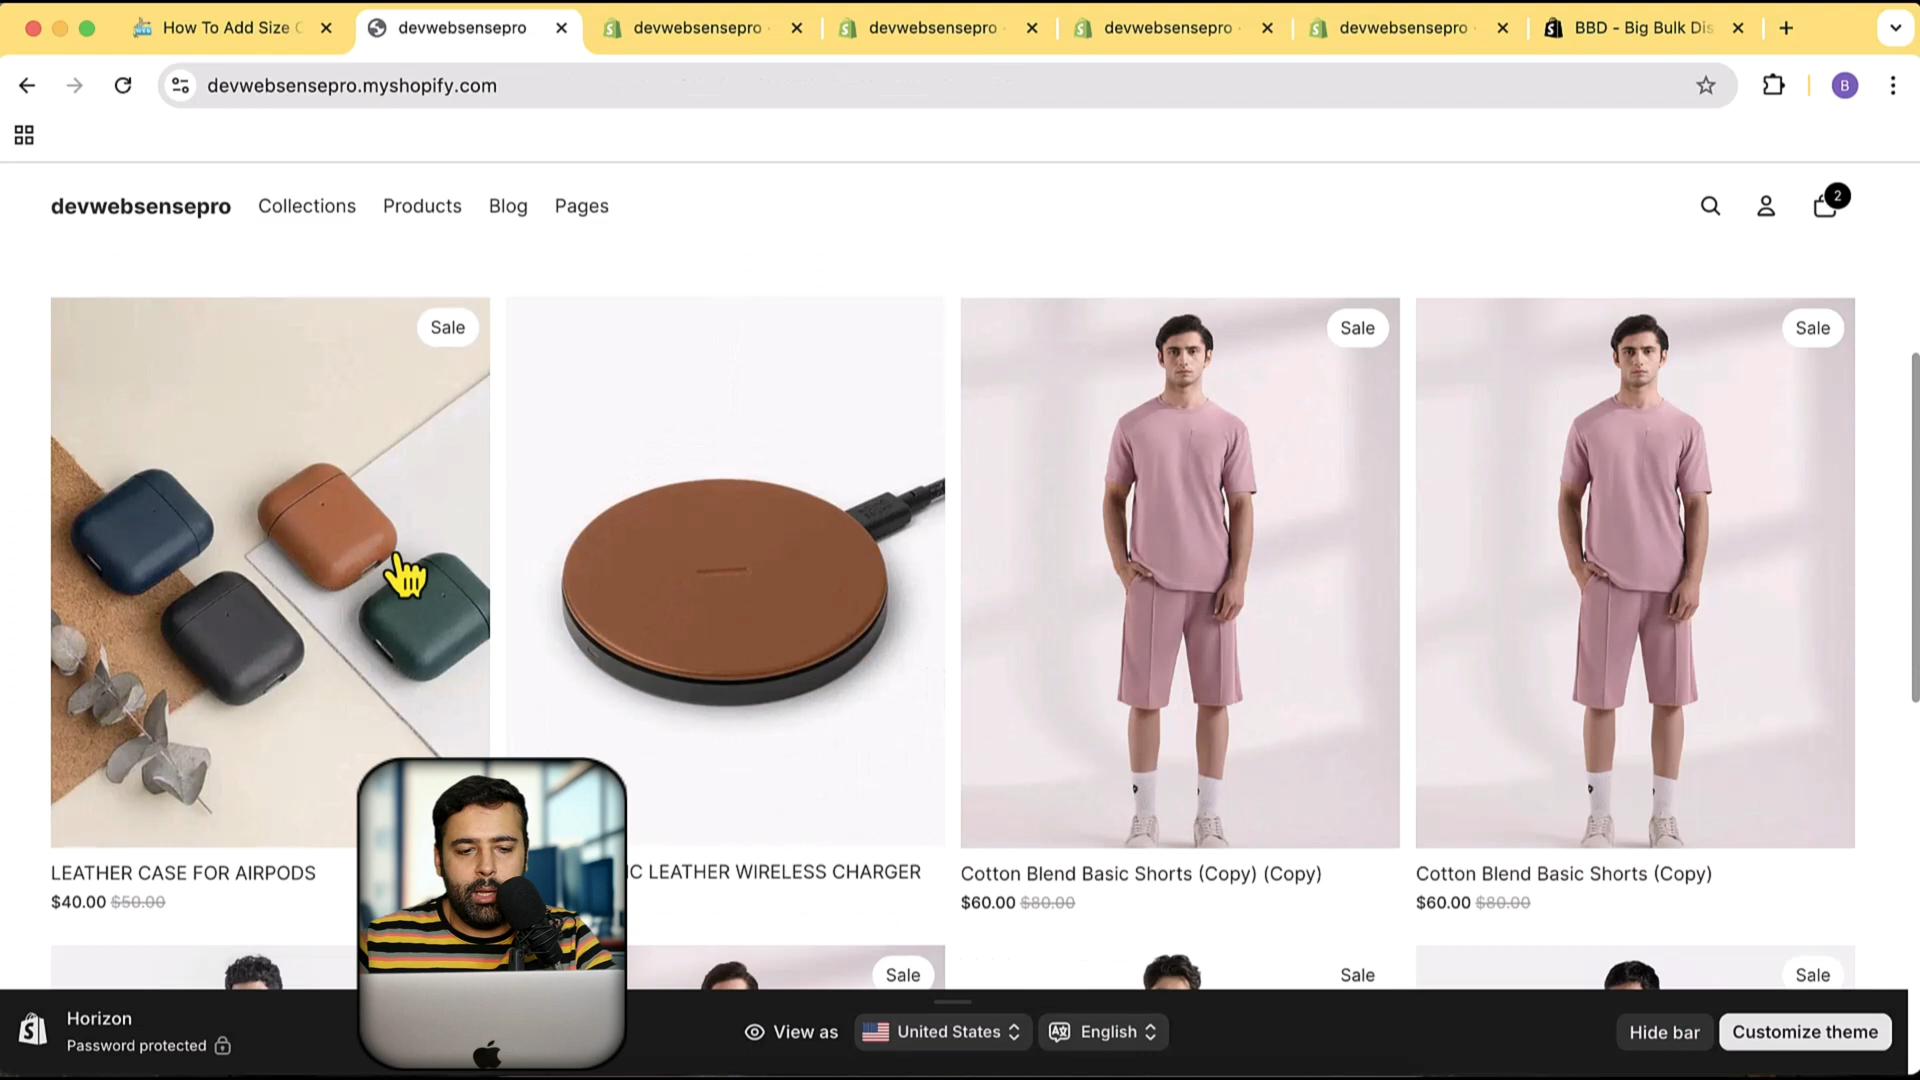 How To Add Size C
devwebsensepro
devwebsensepro
devwebsensepro
devwebsensepro
devwebsensepro
BBD - Big Bulk Dis
devwebsensepro.myshopify.com
B
devwebsensepro
Collections
Products
Blog
Pages
2
Sale
Sale
Sale
LEATHER CASE FOR AIRPODS
$40.00 $50.00
IC LEATHER WIRELESS CHARGER
Cotton Blend Basic Shorts (Copy) (Copy)
$60.00 $80.00
Cotton Blend Basic Shorts (Copy)
$60.00 $80.00
Sale
Sale
Sale
Horizon
Password protected
View as
United States
English
Hide bar
Customize theme